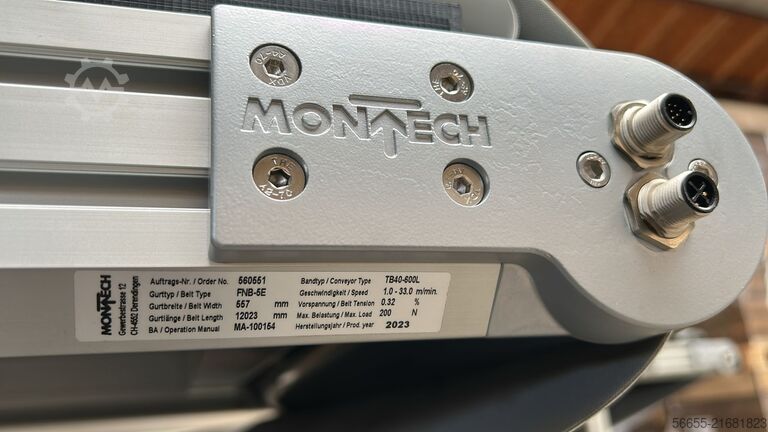 MONTECH
MONTECH
Gewerbestrasse 12
CH-4552 Derendingen
Auftrags-Nr. / Order No. 560551
Gurttyp / Belt Type FNB-5E
Gurtbreite / Belt Width 557 mm
Gurtlänge / Belt Length 12023 mm
BA / Operation Manual MA-100154
Bandtyp / Conveyor Type TB40-600L
Geschwindigkeit / Speed 1.0 - 33.0 m/min.
Vorspannung / Belt Tension 0.32 %
Max. Belastung / Max. Load 200 N
Herstellungsjahr / Prod. year 2023
56655-21681823